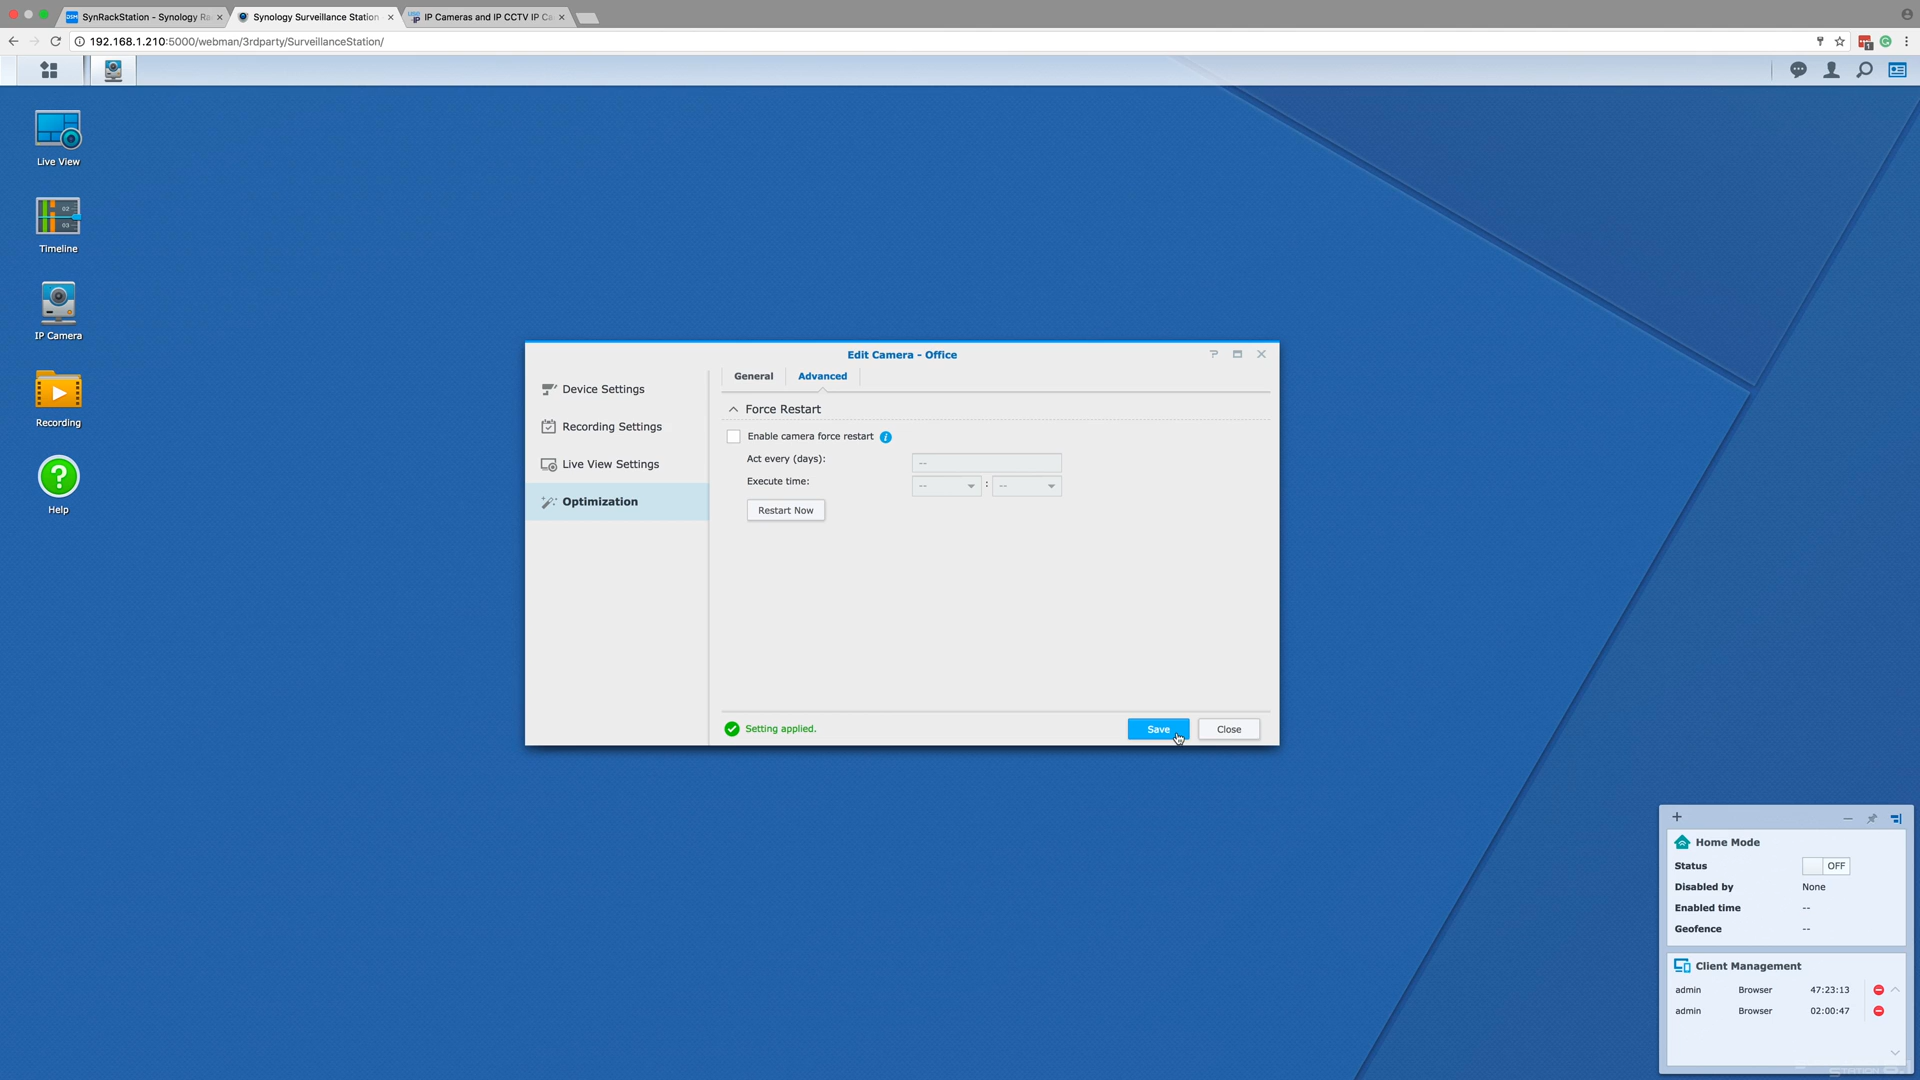 SynRackStation - Synology Ra
Synology Surveillance Station
IP Cameras and IP CCTV IP Ca
192.168.1.210:5000/webman/3rdparty/SurveillanceStation/
Live View
Timeline
IP Camera
Recording
Help
Edit Camera - Office
Device Settings
Recording Settings
Live View Settings
Optimization
General
Advanced
Force Restart
Enable camera force restart
Act every (days):
--
Execute time:
-- : --
Restart Now
Setting applied.
Save
Close
Home Mode
Status OFF
Disabled by None
Enabled time --
Geofence --
Client Management
admin Browser 47:23:13
admin Browser 02:00:47